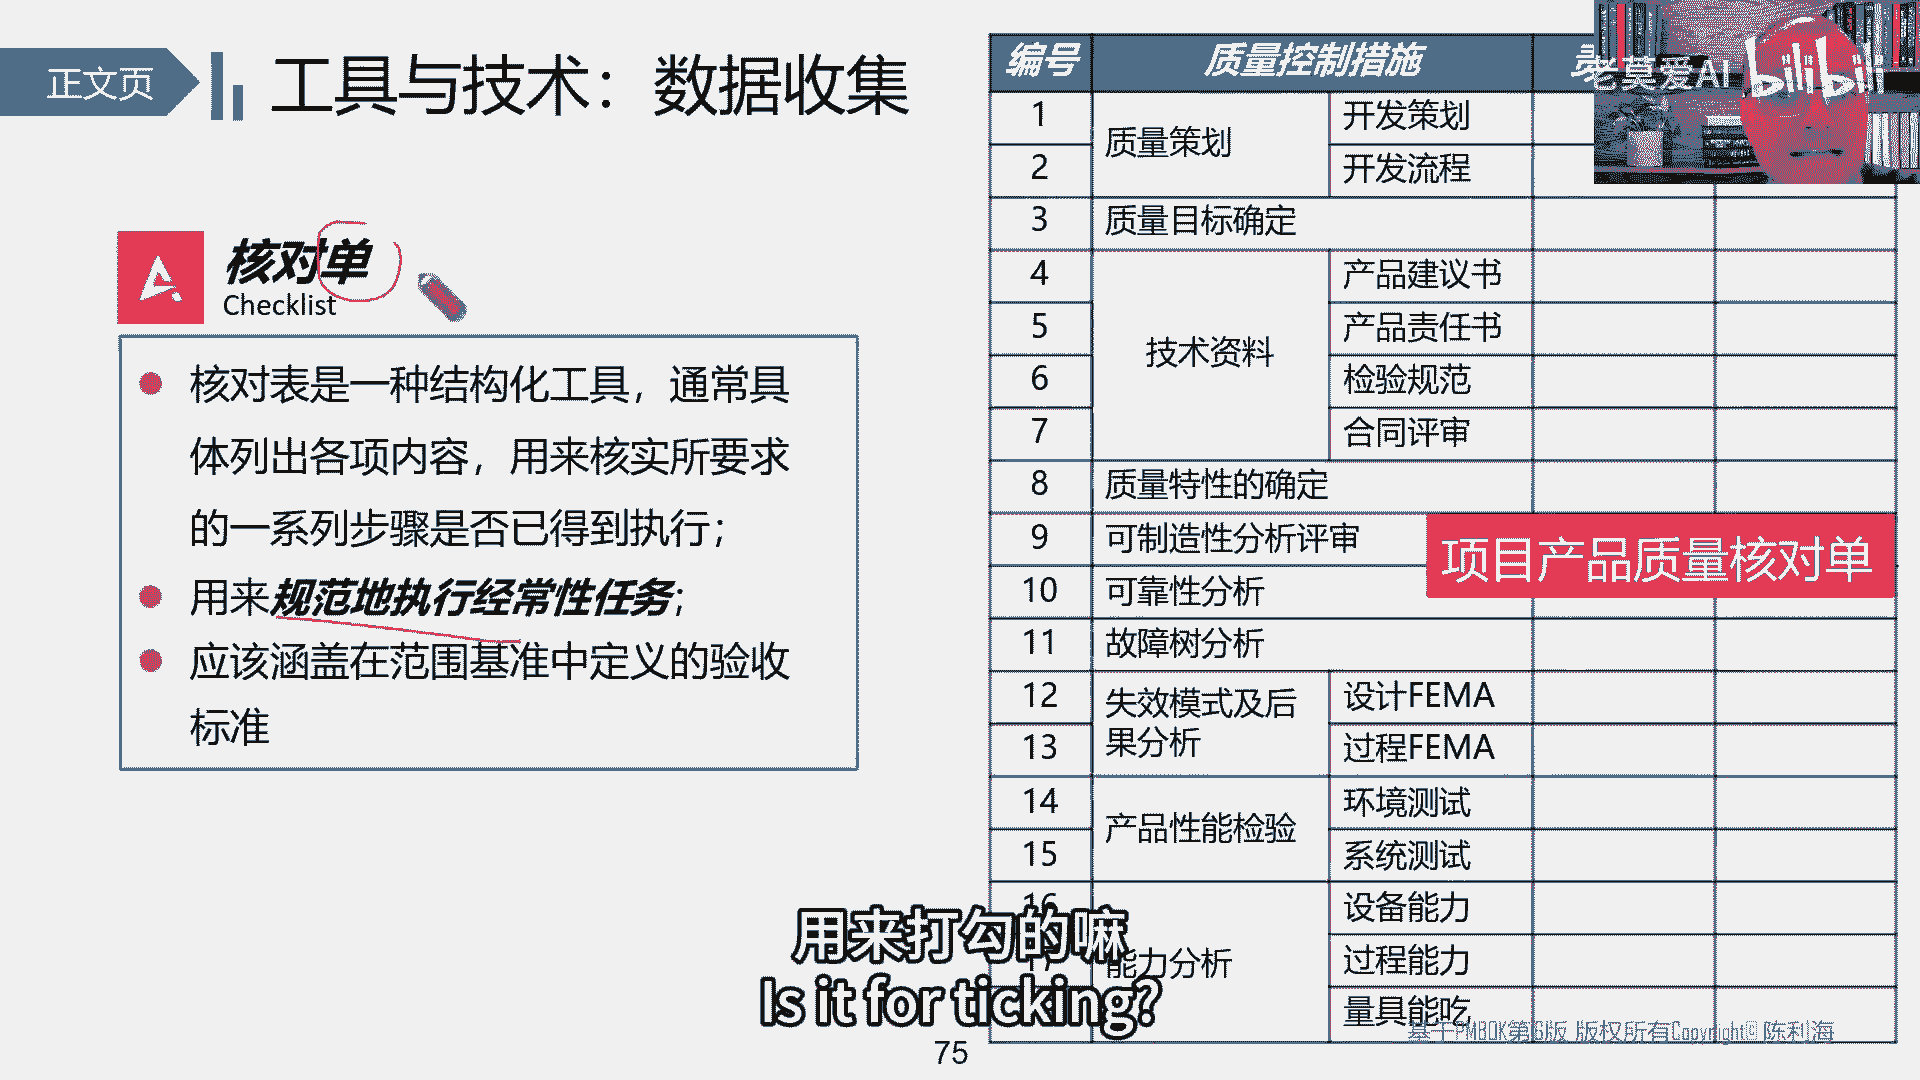 正文页
工具与技术：数据收集
核对单
Checklist
核对表是一种结构化工具，通常具
体列出各项内容，用来核实所要求
的一系列步骤是否已得到执行；
用来规范地执行经常性任务；
应该涵盖在范围基准中定义的验收
标准
编号 质量控制措施
老莫爱AI bilibili
1 质量策划 开发策划
2 开发流程
3 质量目标确定
4 技术资料 产品建议书
5 产品责任书
6 检验规范
7 合同评审
8 质量特性的确定
9 可制造性分析评审
项目产品质量核对单
10 可靠性分析
11 故障树分析
12 失效模式及后 设计FEMA
13 果分析 过程FEMA
14 产品性能检验 环境测试
15 系统测试
16 设备能力
17 能力分析 过程能力
量具能吃
用来打勾的嘛
Is it for ticking?
基于PMBOK第6版 版权所有Copyright© 陈利海
75